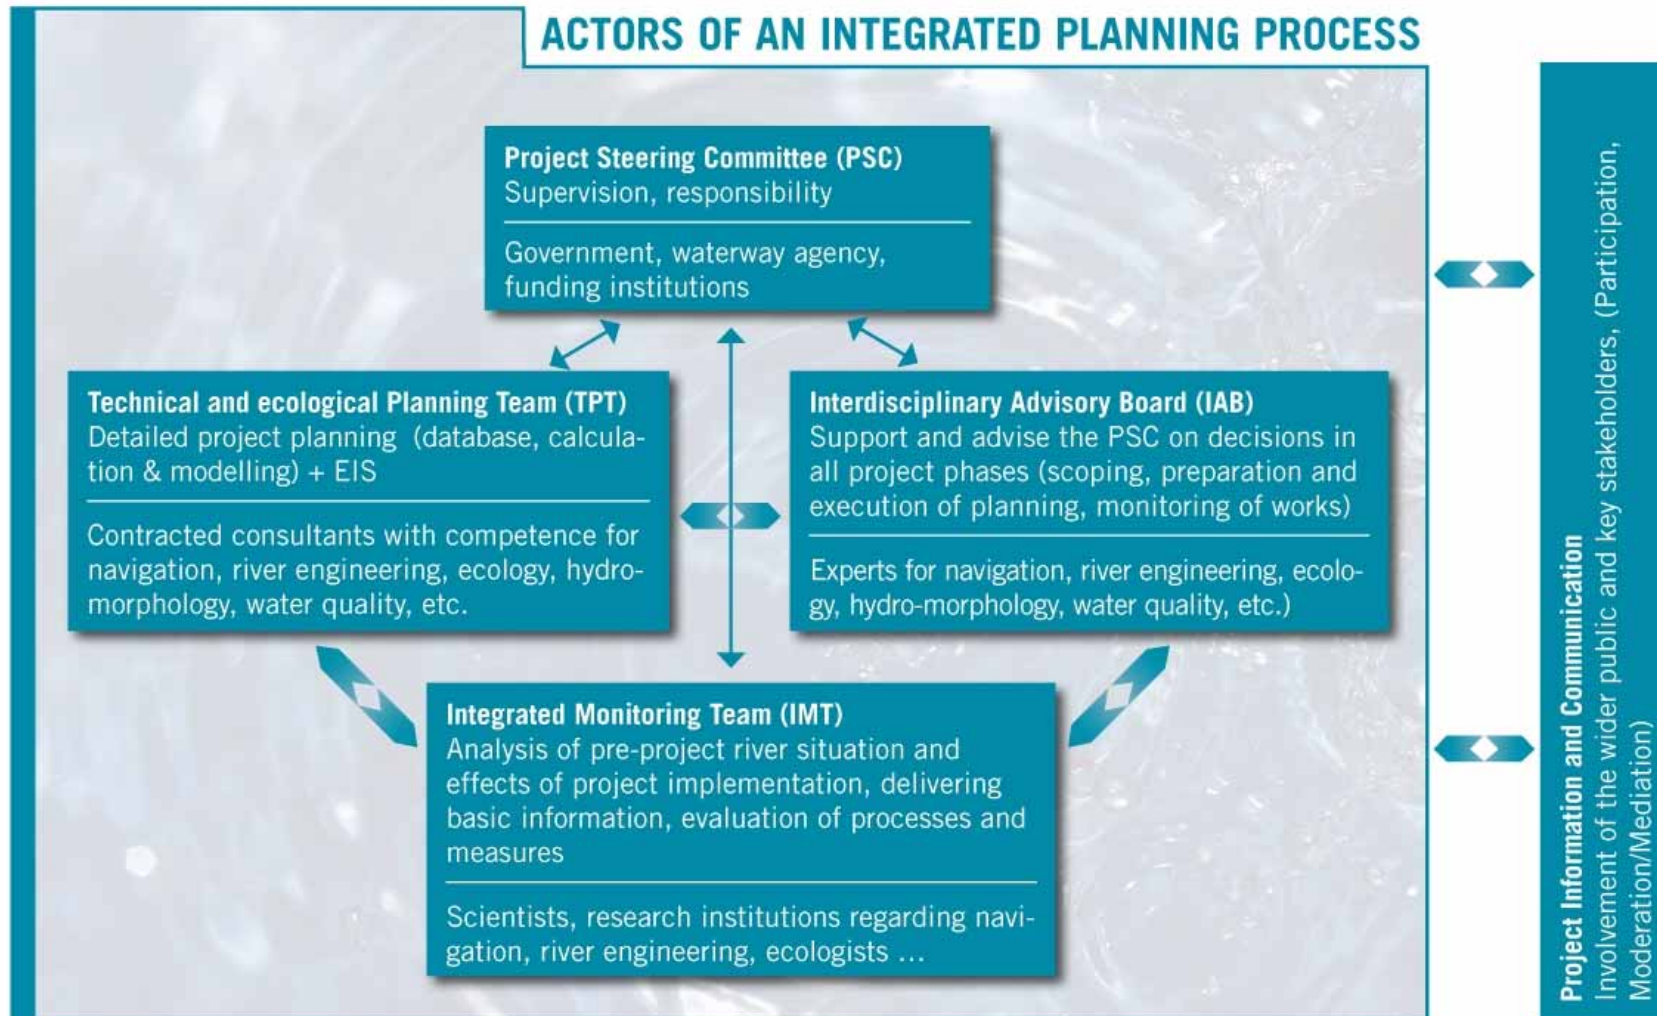 ACTORS OF AN INTEGRATED PLANNING PROCESS
Project Steering Committee (PSC)
Supervision, responsibility
Government, waterway agency,
funding institutions
Technical and ecological Planning Team (TPT)
Detailed project planning (database, calcula-
tion & modelling) + EIS
Contracted consultants with competence for
navigation, river engineering, ecology, hydro-
morphology, water quality, etc.
Interdisciplinary Advisory Board (IAB)
Support and advise the PSC on decisions in
all project phases (scoping, preparation and
execution of planning, monitoring of works)
Experts for navigation, river engineering, ecolo-
gy, hydro-morphology, water quality, etc.)
Integrated Monitoring Team (IMT)
Analysis of pre-project river situation and
effects of project implementation, delivering
basic information, evaluation of processes and
measures
Scientists, research institutions regarding navi-
gation, river engineering, ecologists ...
Project Information and Communication
Involvement of the wider public and key stakeholders, (Participation,
Moderation/Mediation)